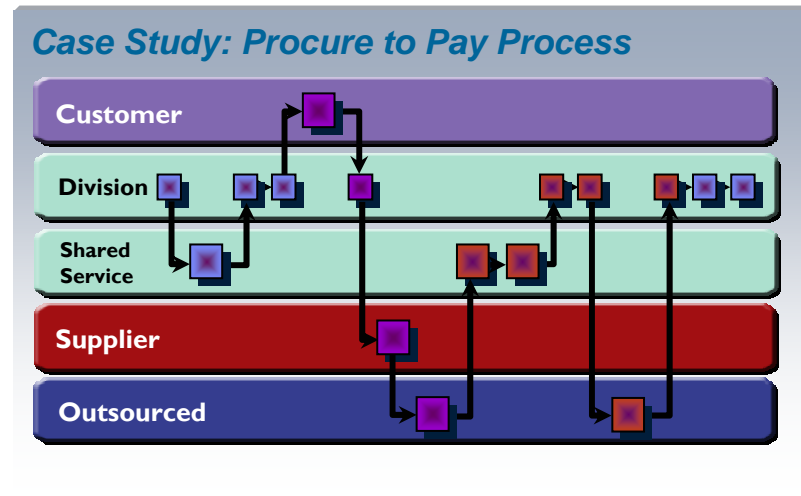 Case Study: Procure to Pay Process
Customer
Division
Shared
Service
Supplier
Outsourced